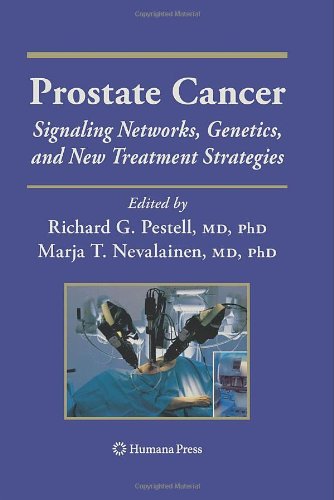 Prostate Cancer
Signaling Networks, Genetics,
and New Treatment Strategies
Edited by
Richard G. Pestell, MD, PhD
Marja T. Nevalainen, MD, PhD
Humana Press